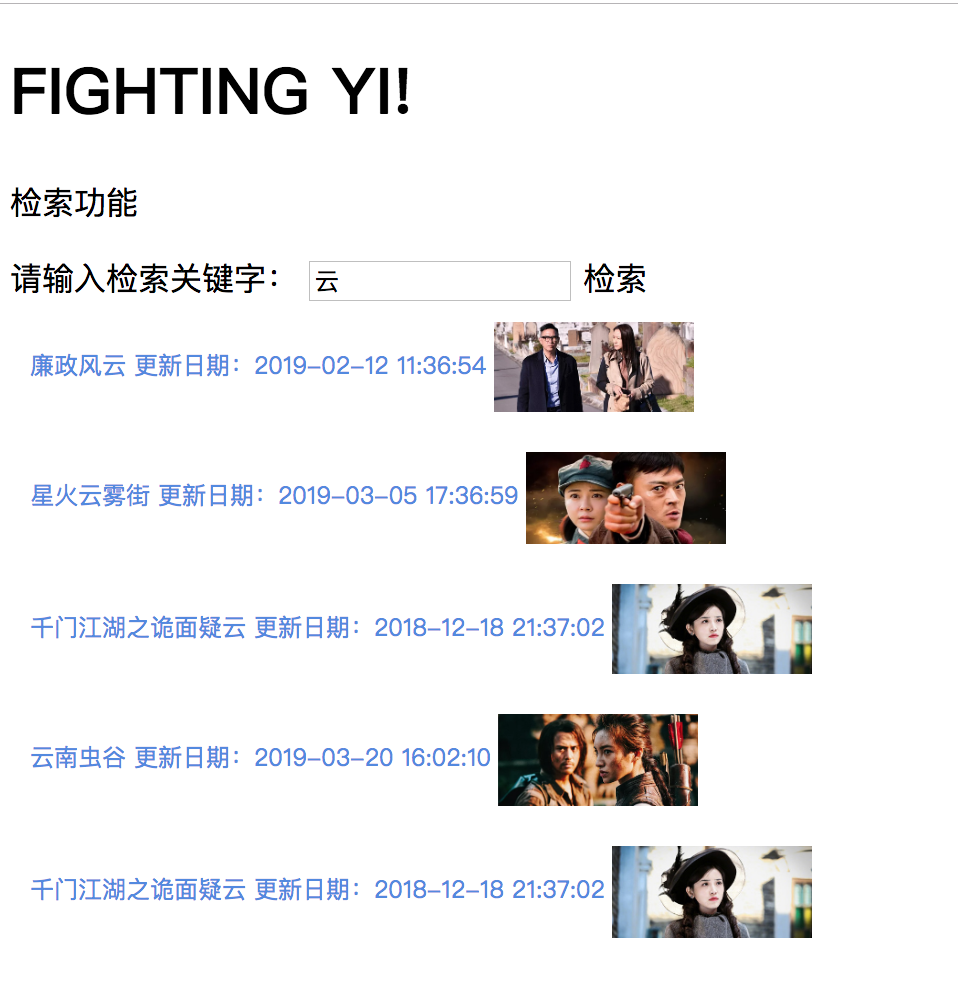 FIGHTING YI!
检索功能
请输入检索关键字： 云 检索
廉政风云 更新日期：2019-02-12 11:36:54
星火云雾街 更新日期：2019-03-05 17:36:59
千门江湖之诡面疑云 更新日期：2018-12-18 21:37:02
云南虫谷 更新日期：2019-03-20 16:02:10
千门江湖之诡面疑云 更新日期：2018-12-18 21:37:02